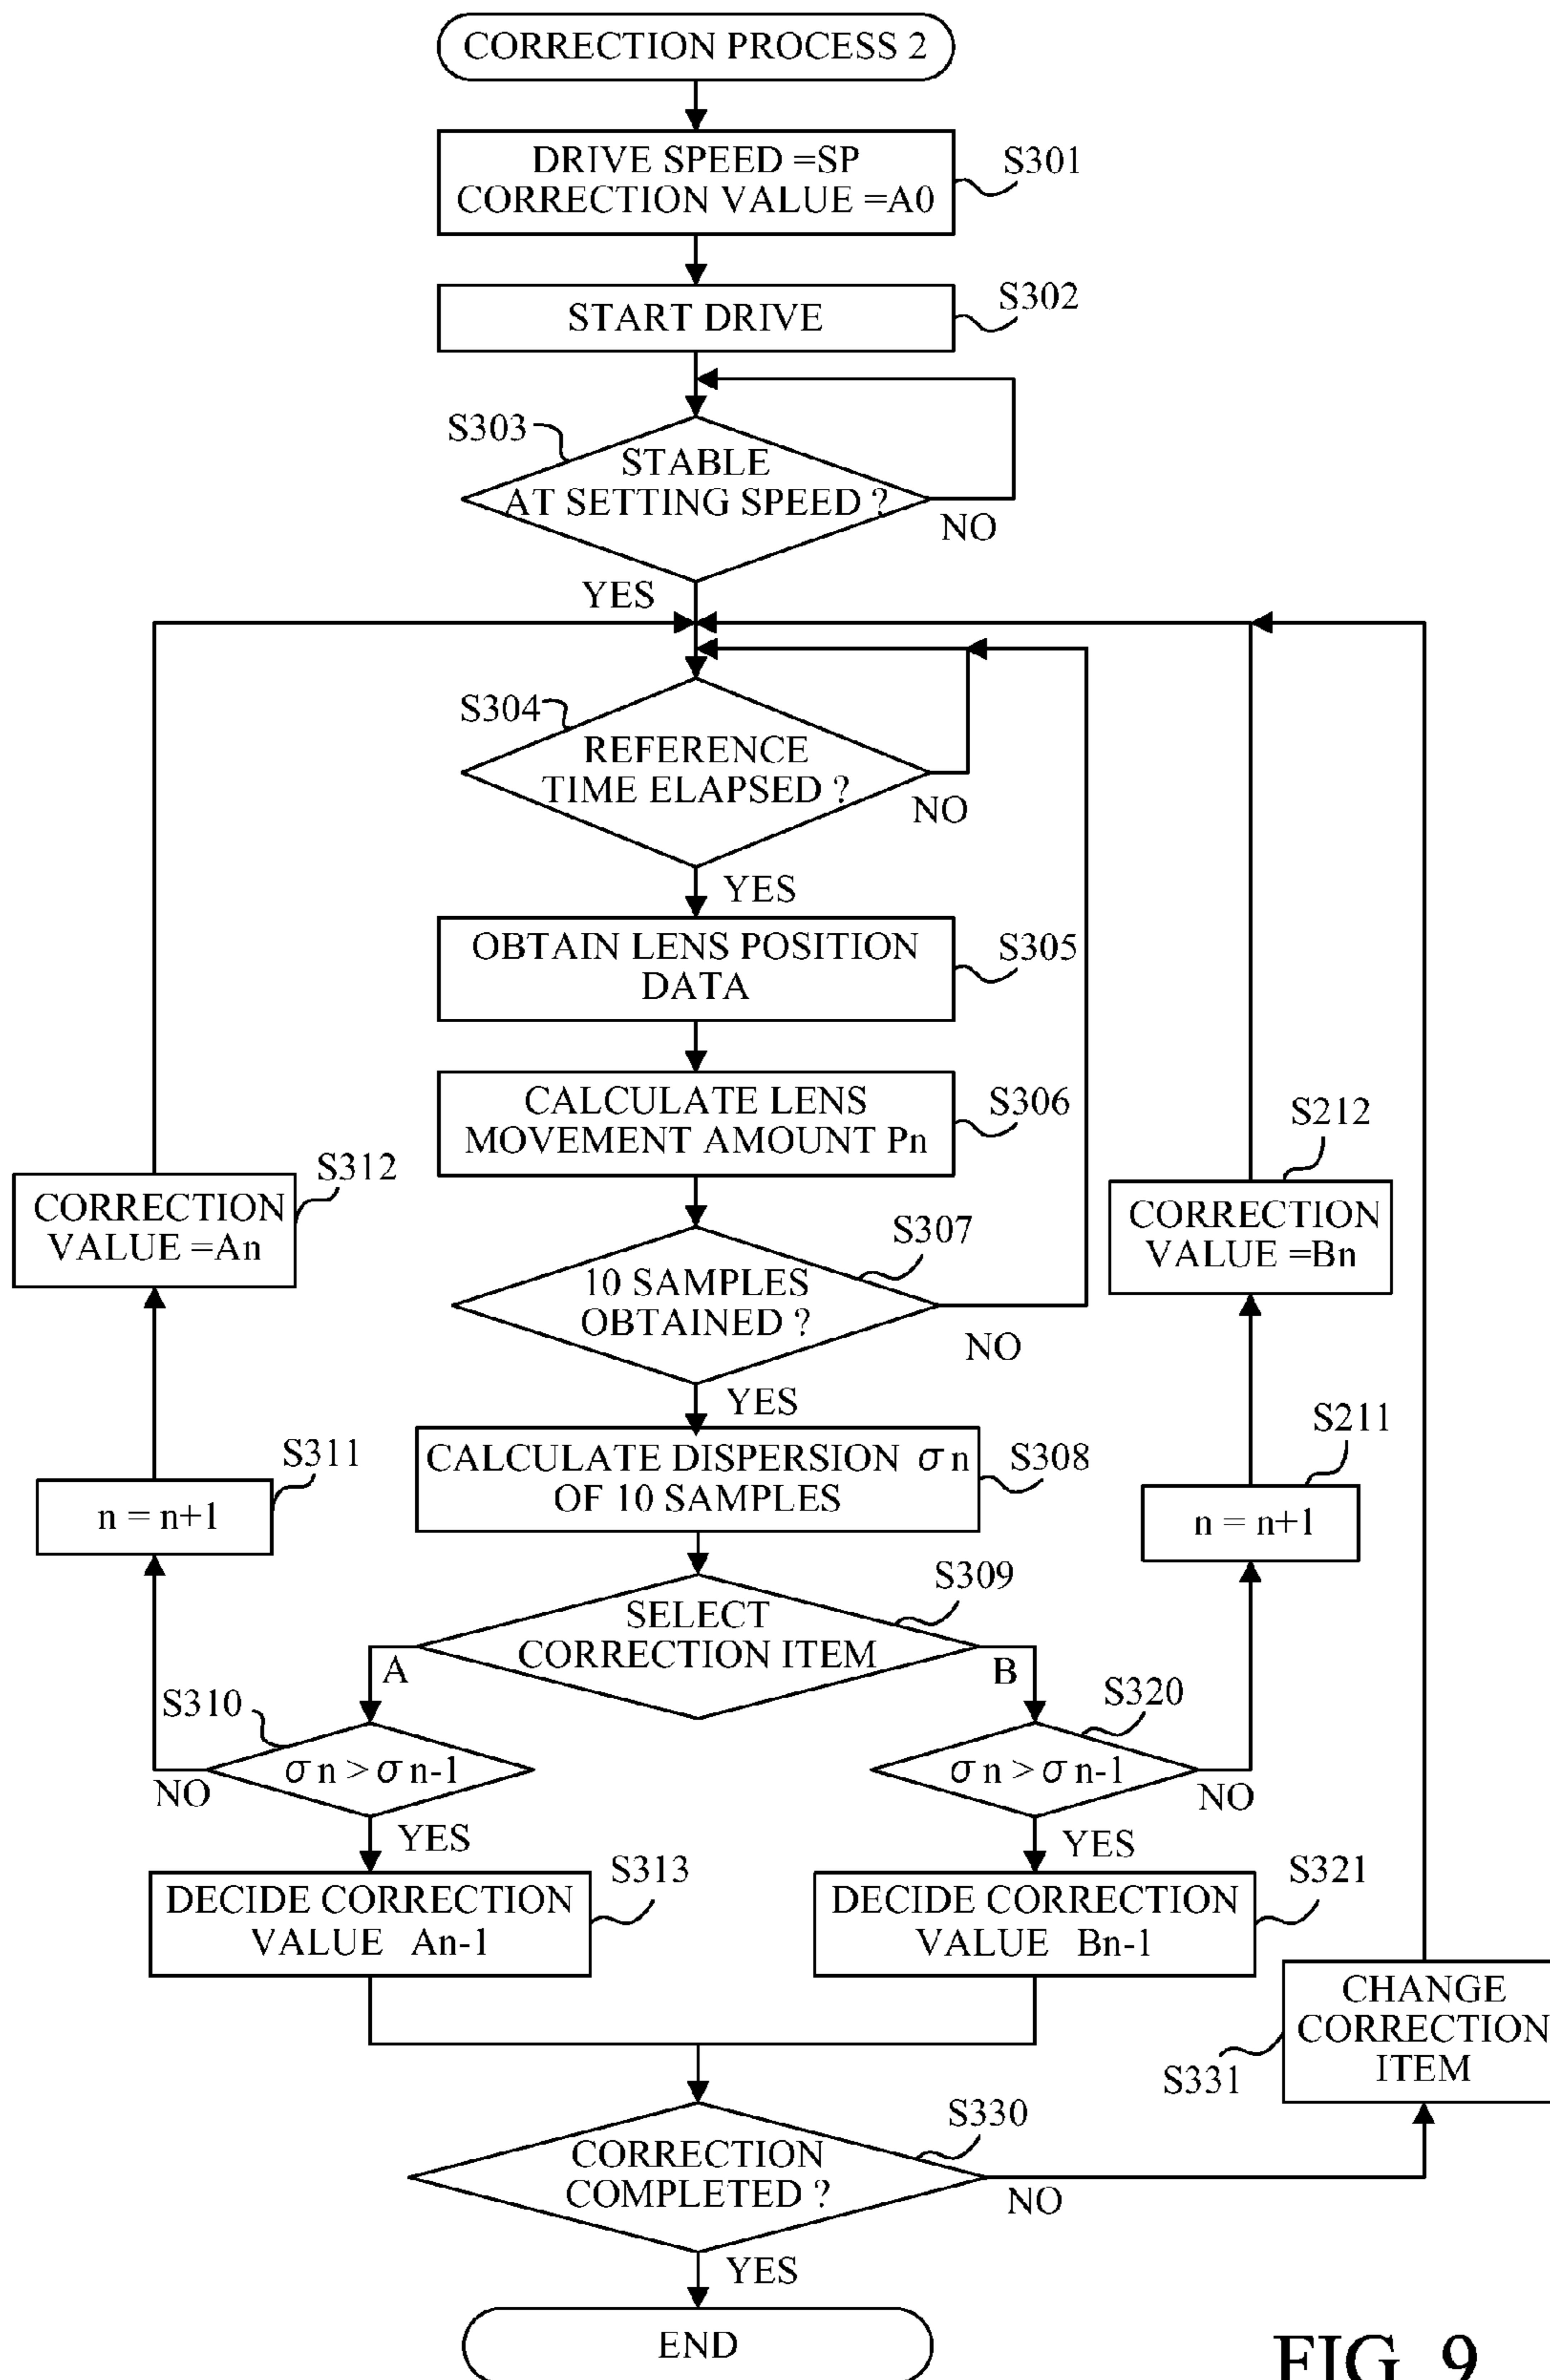 CORRECTION PROCESS 2
DRIVE SPEED =SP
CORRECTION VALUE =A0
S301
START DRIVE
S302
S303
STABLE
AT SETTING SPEED ?
NO
YES
S304
REFERENCE
TIME ELAPSED ?
NO
YES
OBTAIN LENS POSITION
DATA
S305
CALCULATE LENS
MOVEMENT AMOUNT Pn
S306
S312
CORRECTION
VALUE =An
S212
CORRECTION
VALUE =Bn
S307
10 SAMPLES
OBTAINED ?
NO
YES
S311
n = n+1
CALCULATE DISPERSION σn
OF 10 SAMPLES
S308
S211
n = n+1
S309
SELECT
CORRECTION ITEM
A
B
S310
σn > σn-1
NO
YES
S320
σn > σn-1
NO
YES
DECIDE CORRECTION
VALUE An-1
S313
DECIDE CORRECTION
VALUE Bn-1
S321
CHANGE
CORRECTION
ITEM
S331
S330
CORRECTION
COMPLETED ?
NO
YES
END
FIG. 9